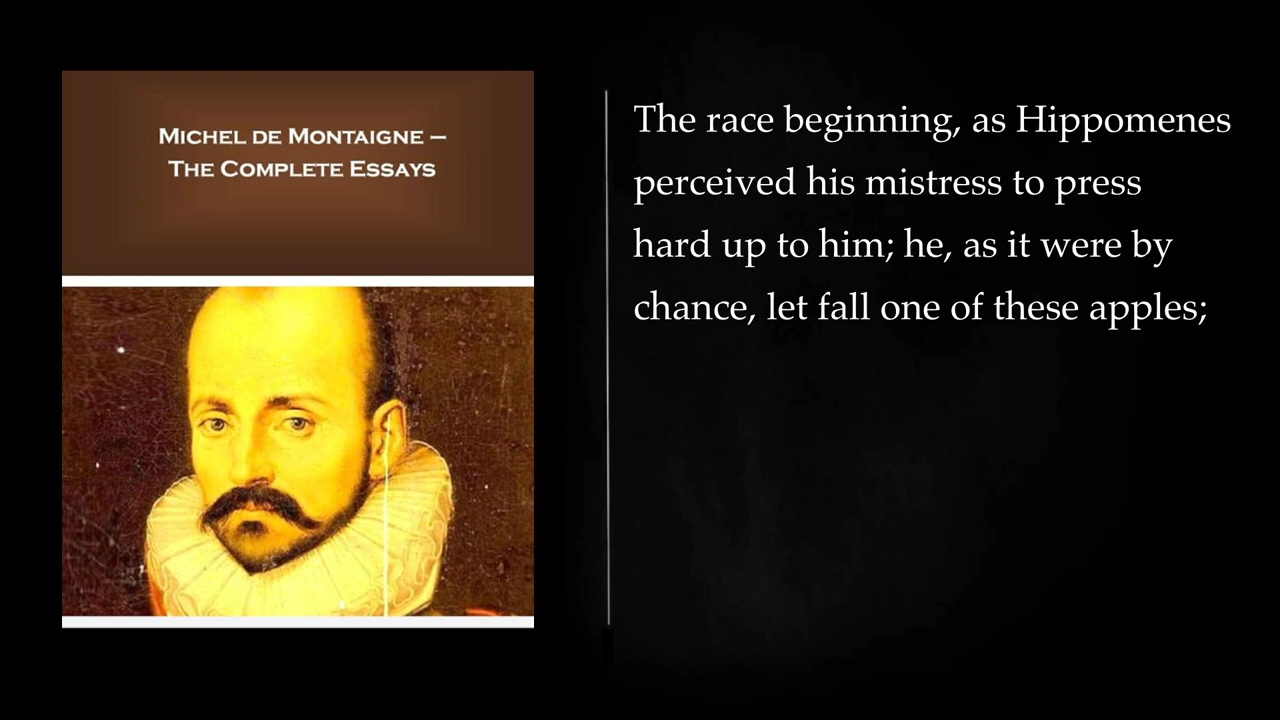 MICHEL DE MONTAIGNE –
THE COMPLETE ESSAYS
The race beginning, as Hippomenes
perceived his mistress to press
hard up to him; he, as it were by
chance, let fall one of these apples;